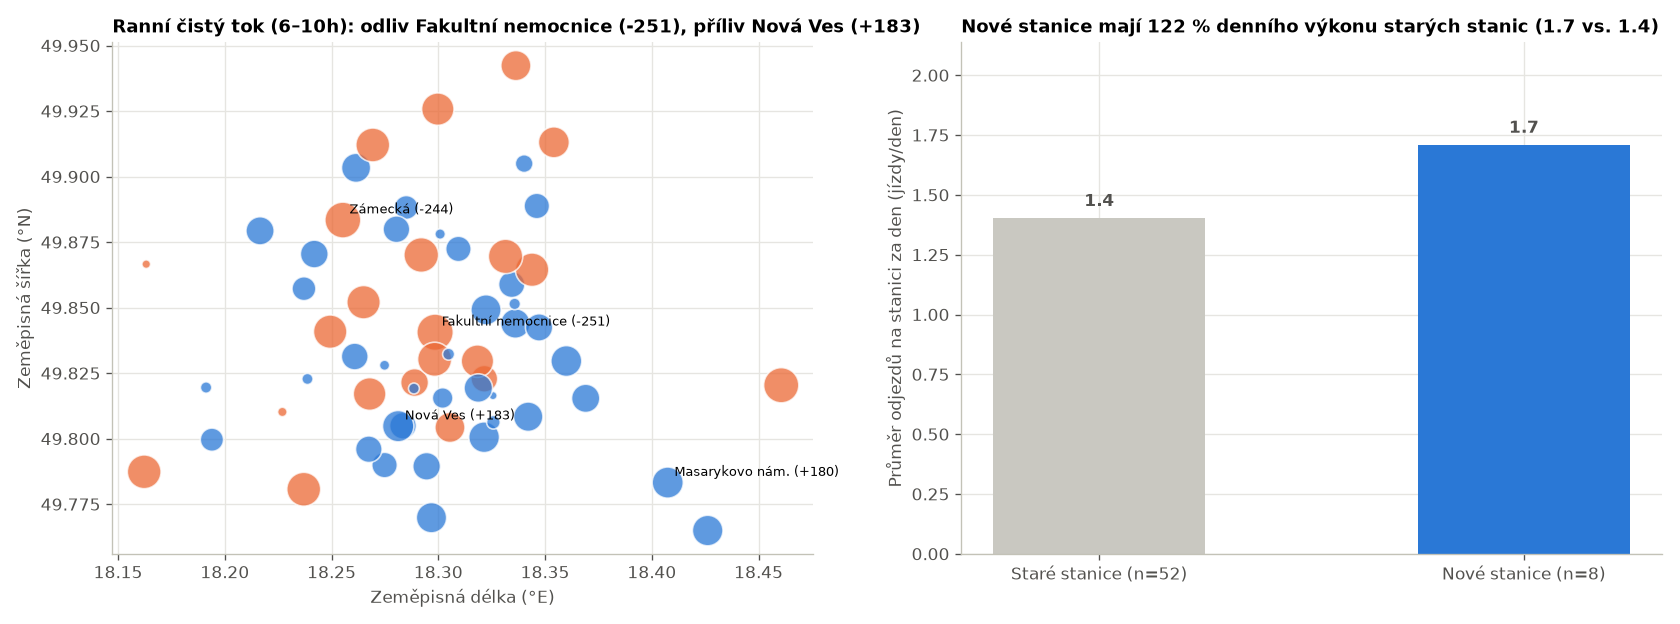 Ranní čistý tok (6–10h): odliv Fakultní nemocnice (-251), příliv Nová Ves (+183)
49.950
49.925
49.900
49.875
49.850
49.825
49.800
49.775
Zeměpisná šířka (°N)
Zámecká (-244)
Fakultní nemocnice (-251)
Nová Ves (+183)
Masarykovo nám. (+180)
18.15
18.20
18.25
18.30
18.35
18.40
18.45
Zeměpisná délka (°E)
Nové stanice mají 122 % denního výkonu starých stanic (1.7 vs. 1.4)
2.00
1.75
1.50
1.25
1.00
0.75
0.50
0.25
0.00
Průměr odjezdů na stanici za den (jízdy/den)
1.4
1.7
Staré stanice (n=52)
Nové stanice (n=8)